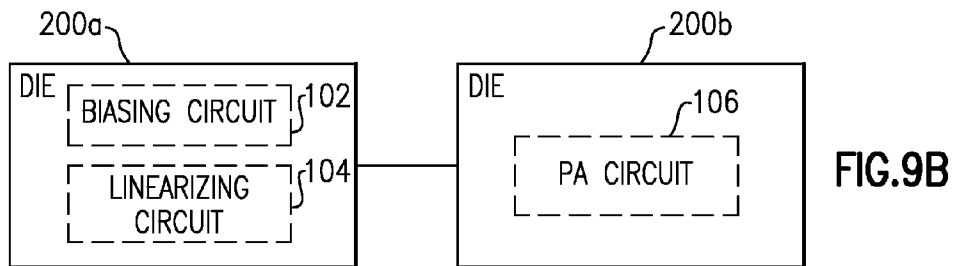 200a
200b
DIE
BIASING CIRCUIT
102
LINEARIZING
CIRCUIT
104
DIE
106
PA CIRCUIT
FIG.9B